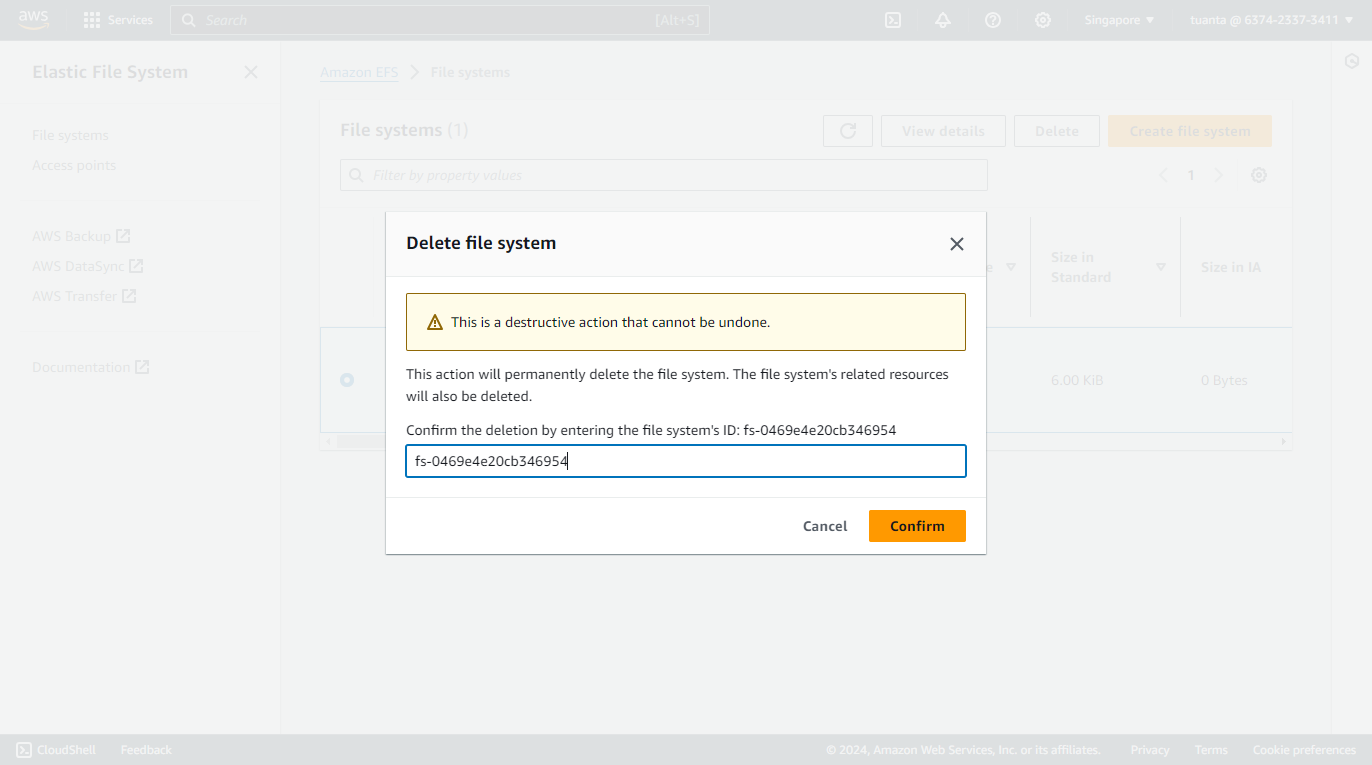 aws
Services
Search
[Alt+S]
Singapore
tuanta @ 6374-2337-3411
Elastic File System
File systems
Access points
AWS Backup
AWS DataSync
AWS Transfer
Documentation
Amazon EFS
File systems
File systems (1)
View details
Delete
Create file system
Filter by property values
1
Size in
Standard
Size in IA
6.00 KiB
0 Bytes
Delete file system
This is a destructive action that cannot be undone.
This action will permanently delete the file system. The file system's related resources
will also be deleted.
Confirm the deletion by entering the file system's ID: fs-0469e4e20cb346954
fs-0469e4e20cb346954
Cancel
Confirm
CloudShell
Feedback
© 2024, Amazon Web Services, Inc. or its affiliates.
Privacy
Terms
Cookie preferences